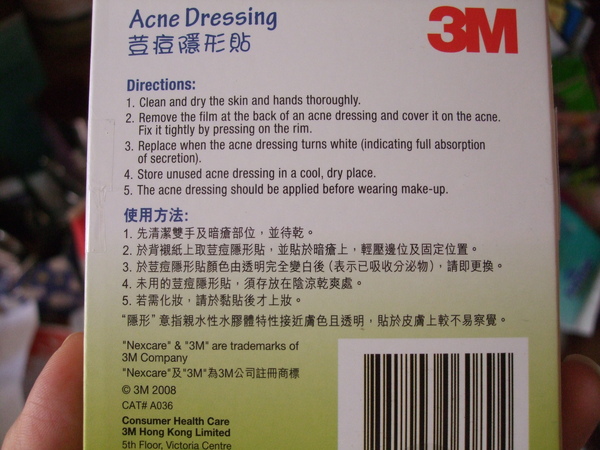 Acne Dressing
荳痘隱形貼
3M
Directions:
1. Clean and dry the skin and hands thoroughly.
2. Remove the film at the back of an acne dressing and cover it on the acne.
Fix it tightly by pressing on the rim.
3. Replace when the acne dressing turns white (indicating full absorption
of secretion).
4. Store unused acne dressing in a cool, dry place.
5. The acne dressing should be applied before wearing make-up.
使用方法:
1. 先清潔雙手及暗瘡部位，並待乾。
2. 於背襯紙上取荳痘隱形貼，並貼於暗瘡上，輕壓邊位及固定位置。
3. 於荳痘隱形貼顏色由透明完全變白後 (表示已吸收分泌物)，請即更換。
4. 未用的荳痘隱形貼，須存放在陰涼乾爽處。
5. 若需化妝，請於黏貼後才上妝。
"隱形" 意指親水性水膠體特性接近膚色且透明，貼於皮膚上較不易察覺。
"Nexcare" & "3M" are trademarks of
3M Company
"Nexcare"及"3M"為3M公司註冊商標
© 3M 2008
CAT# A036
Consumer Health Care
3M Hong Kong Limited
5th Floor, Victoria Centre